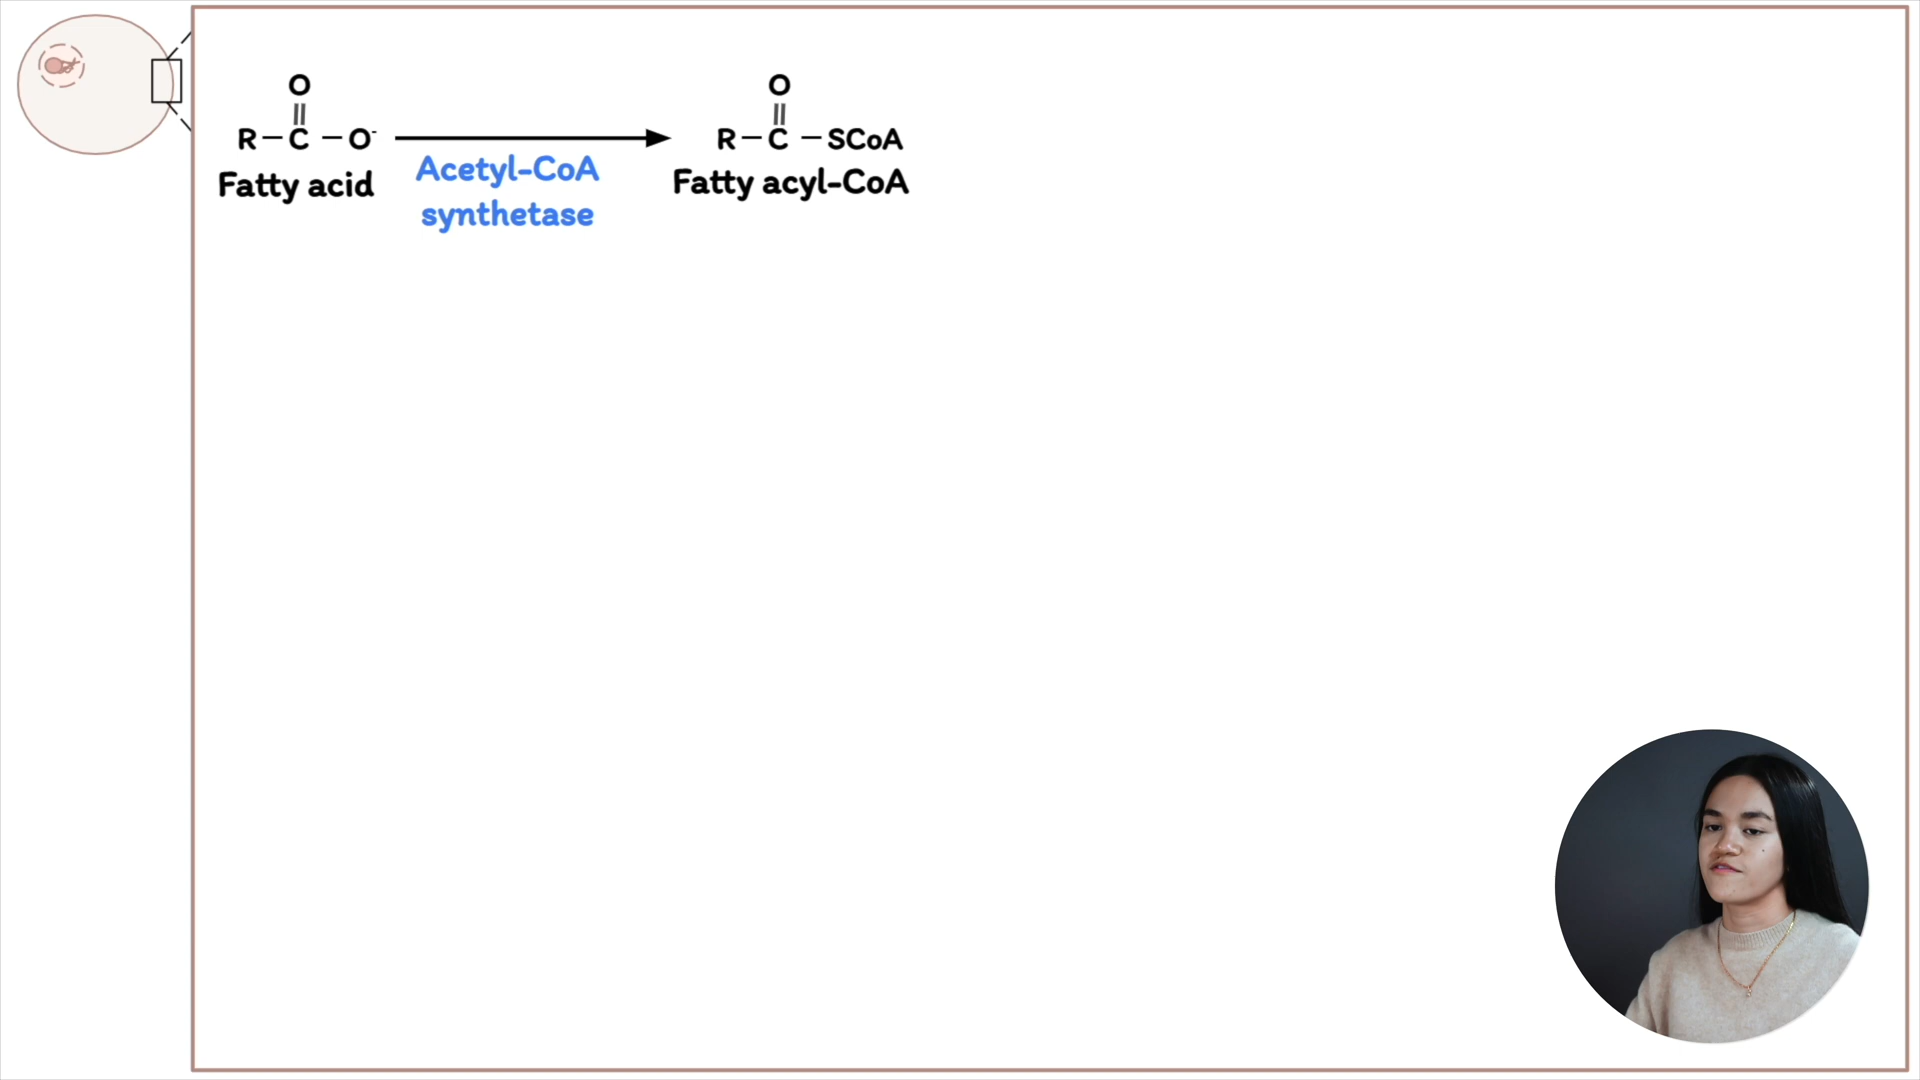 O
||
R – C – O⁻
Fatty acid
Acetyl-CoA
synthetase
O
||
R – C – SCoA
Fatty acyl-CoA